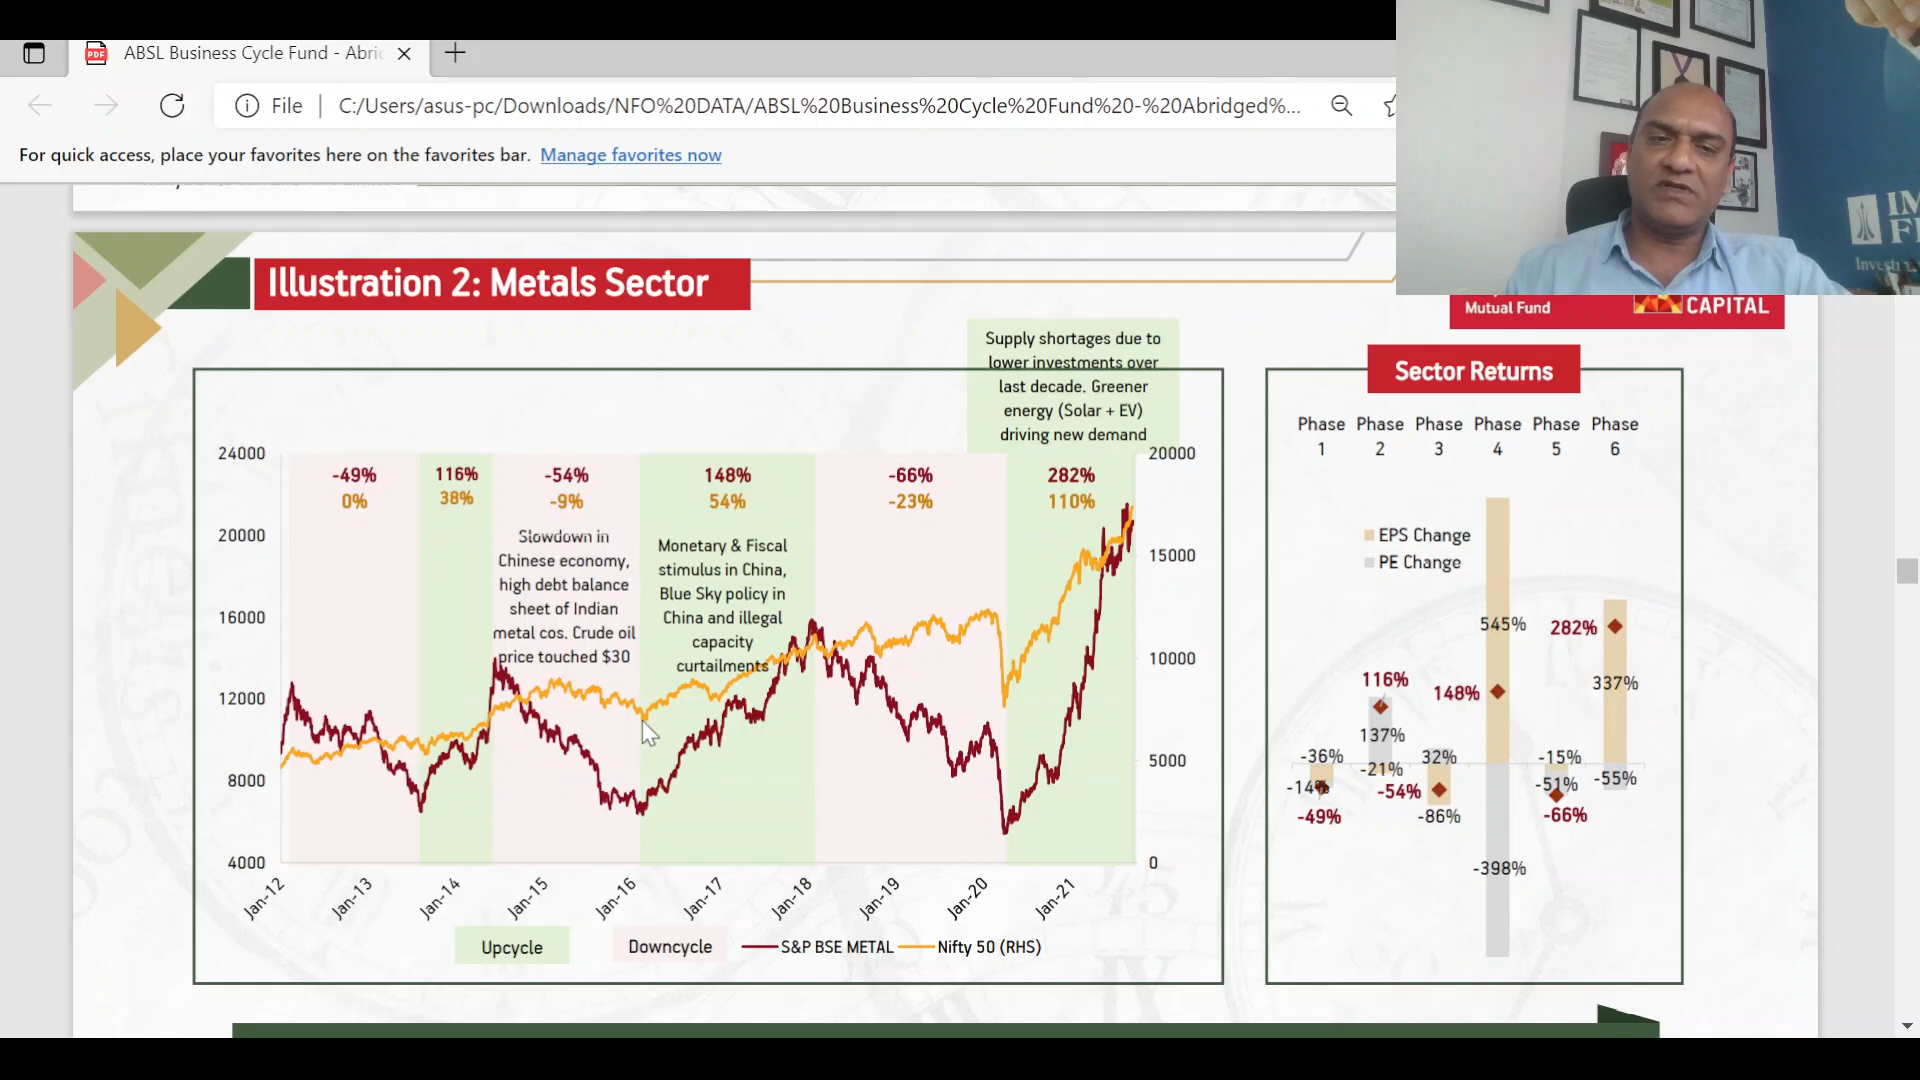 ABSL Business Cycle Fund - Abri
File
C:/Users/asus-pc/Downloads/NFO%20DATA/ABSL%20Business%20Cycle%20Fund%20-%20Abridged%...
For quick access, place your favorites here on the favorites bar. Manage favorites now
Illustration 2: Metals Sector
Mutual Fund
CAPITAL
Supply shortages due to
lower investments over
last decade. Greener
energy (Solar + EV)
driving new demand
24000
20000
16000
12000
8000
4000
-49%
0%
116%
38%
-54%
-9%
148%
54%
-66%
-23%
282%
110%
Slowdown in
Chinese economy,
high debt balance
sheet of Indian
metal cos. Crude oil
price touched $30
Monetary & Fiscal
stimulus in China,
Blue Sky policy in
China and illegal
capacity
curtailments
20000
15000
10000
5000
0
Jan-12
Jan-13
Jan-14
Jan-15
Jan-16
Jan-17
Jan-18
Jan-19
Jan-20
Jan-21
Upcycle
Downcycle
S&P BSE METAL
Nifty 50 (RHS)
Sector Returns
Phase 1
Phase 2
Phase 3
Phase 4
Phase 5
Phase 6
EPS Change
PE Change
-36%
-14%
-49%
116%
137%
-21%
32%
-54%
-86%
148%
545%
-398%
-15%
-51%
-66%
282%
337%
-55%